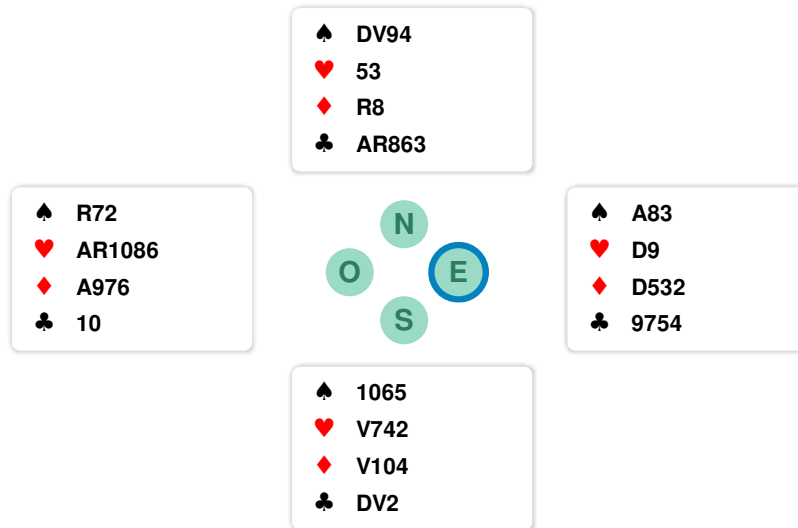 ♠ DV94
♥ 53
♦ R8
♣ AR863
♠ R72
♥ AR1086
♦ A976
♣ 10
N
O
E
S
♠ A83
♥ D9
♦ D532
♣ 9754
♠ 1065
♥ V742
♦ V104
♣ DV2